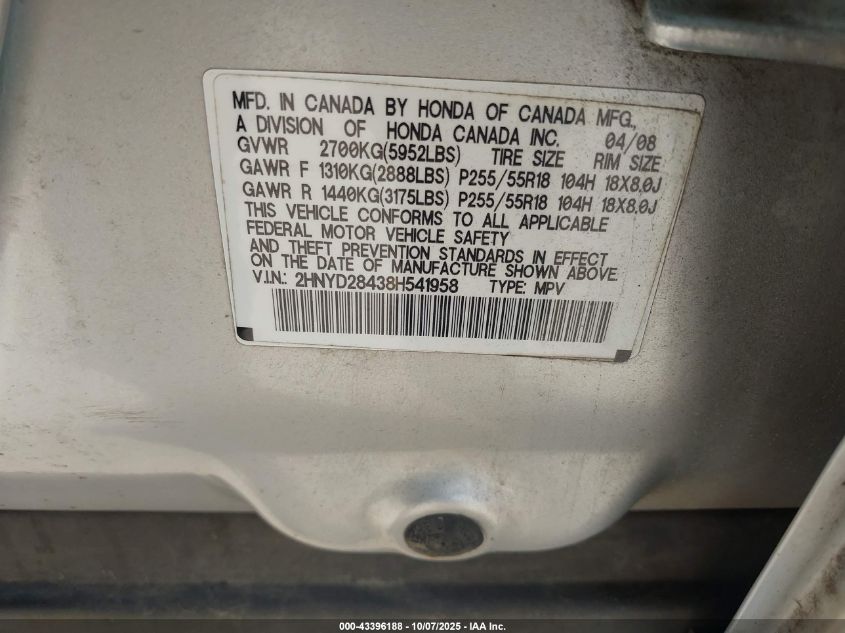 MFD. IN CANADA BY HONDA OF CANADA MFG.,
A DIVISION OF HONDA CANADA INC. 04/08
GVWR 2700KG(5952LBS) TIRE SIZE RIM SIZE
GAWR F 1310KG(2888LBS) P255/55R18 104H 18X8.0J
GAWR R 1440KG(3175LBS) P255/55R18 104H 18X8.0J
THIS VEHICLE CONFORMS TO ALL APPLICABLE
FEDERAL MOTOR VEHICLE SAFETY
AND THEFT PREVENTION STANDARDS IN EFFECT
ON THE DATE OF MANUFACTURE SHOWN ABOVE.
V.I.N.: 2HNYD28438H541958 TYPE: MPV
000-43396188 - 10/07/2025 - IAA Inc.